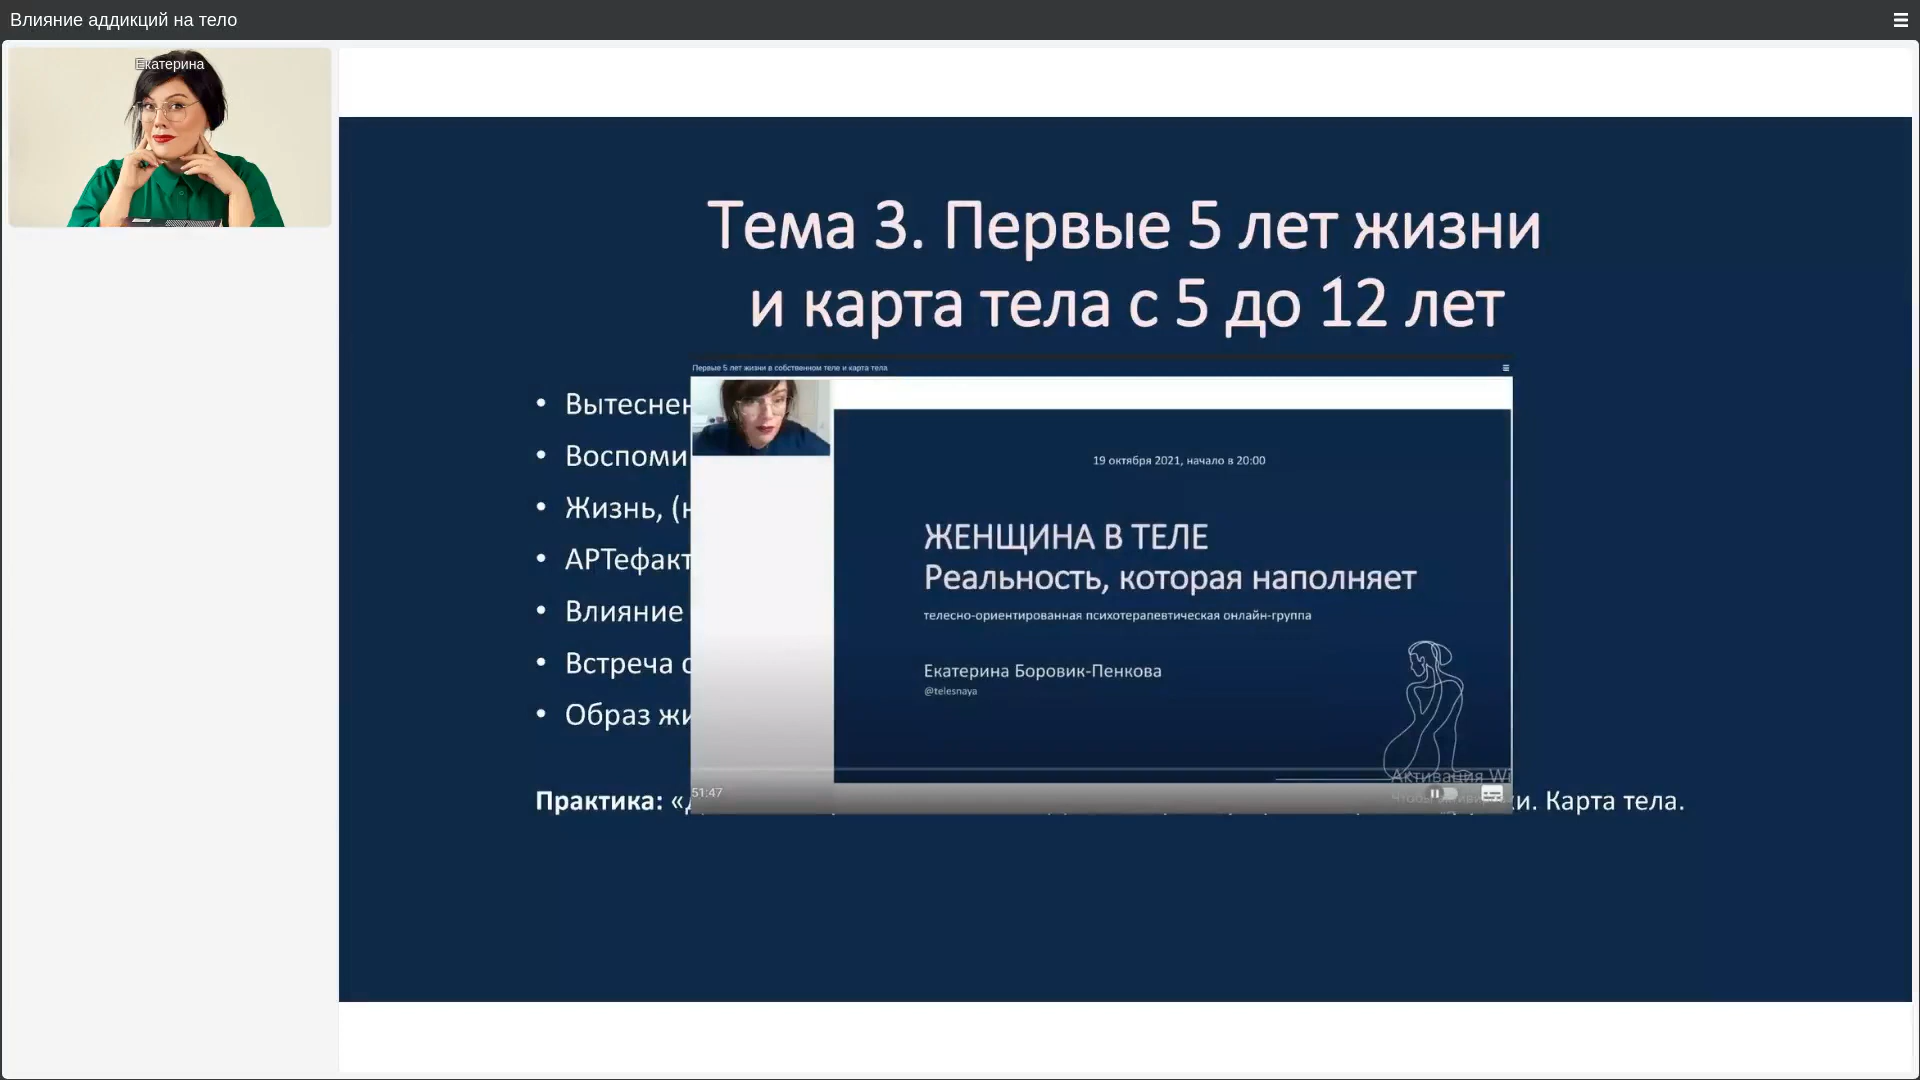 Влияние аддикций на тело
Екатерина
Тема 3. Первые 5 лет жизни
и карта тела с 5 до 12 лет
Первые 5 лет жизни в собственном теле и карта тела
• Вытеснен
• Воспоми
• Жизнь, (н
• АРТефакт
• Влияние
• Встреча с
• Образ жи
19 октября 2021, начало в 20:00
ЖЕНЩИНА В ТЕЛЕ
Реальность, которая наполняет
телесно-ориентированная психотерапевтическая онлайн-группа
Екатерина Боровик-Пенкова
@telesnaya
Активация Wi
51:47
Практика: «Д и. Карта тела.